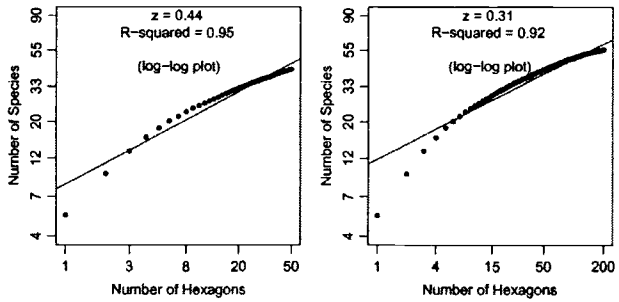 z = 0.44
R-squared = 0.95
(log-log plot)
Number of Species
90
55
33
20
12
7
4
1
3
8
20
50
Number of Hexagons
z = 0.31
R-squared = 0.92
(log-log plot)
Number of Species
90
55
33
20
12
7
4
1
4
15
50
200
Number of Hexagons